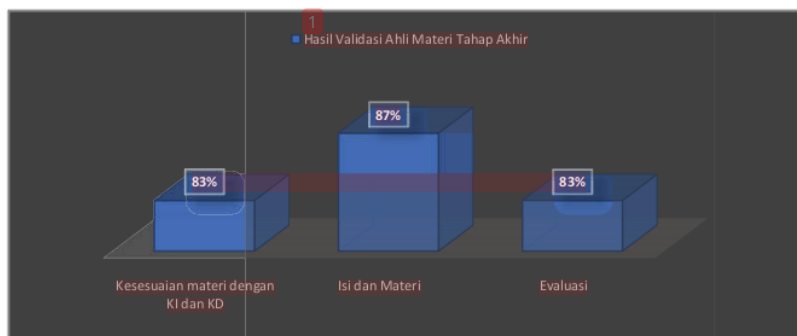 1
Hasil Validasi Ahli Materi Tahap Akhir
87%
83%
83%
Kesesuaian materi dengan
KI dan KD
Isi dan Materi
Evaluasi